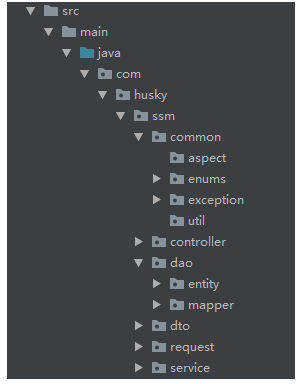 src
main
java
com
husky
ssm
common
aspect
enums
exception
util
controller
dao
entity
mapper
dto
request
service